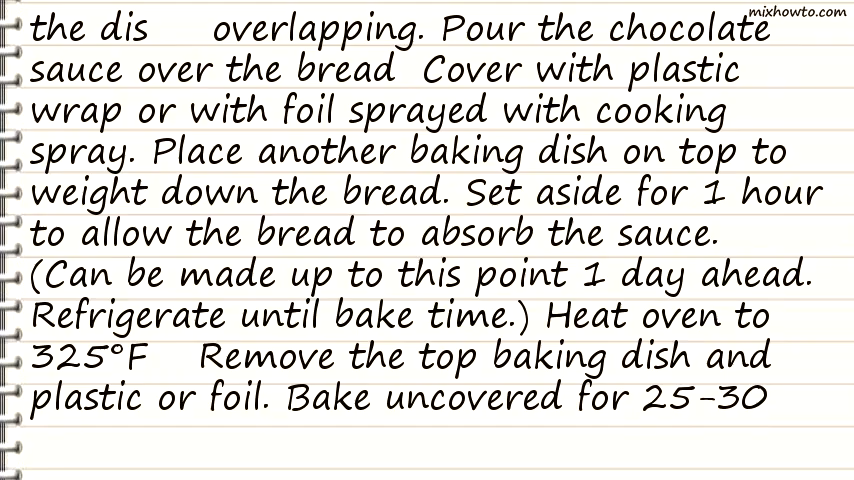 mixhowto.com
the dis overlapping. Pour the chocolate
sauce over the bread Cover with plastic
wrap or with foil sprayed with cooking
spray. Place another baking dish on top to
weight down the bread. Set aside for 1 hour
to allow the bread to absorb the sauce.
(Can be made up to this point 1 day ahead.
Refrigerate until bake time.) Heat oven to
325°F Remove the top baking dish and
plastic or foil. Bake uncovered for 25-30